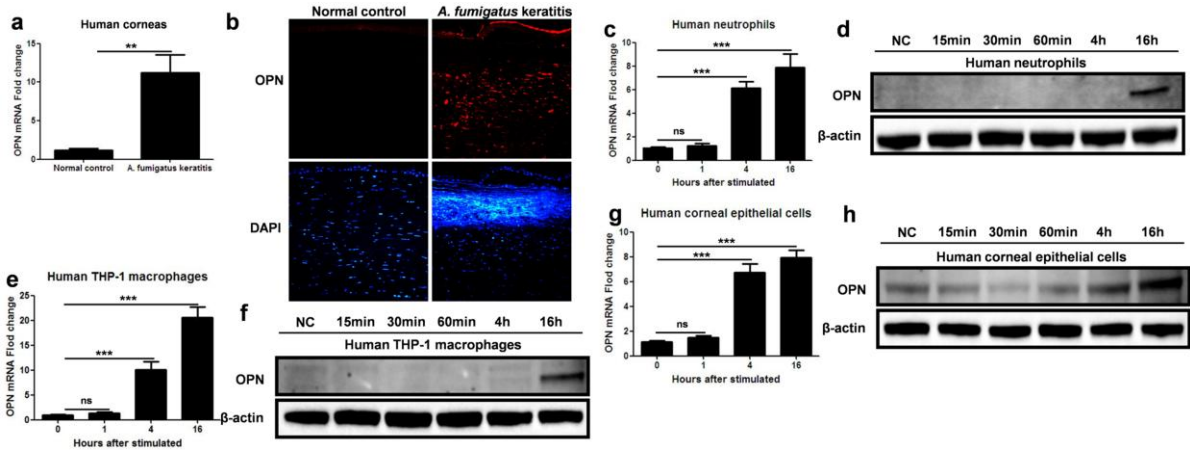 a
Human corneas
OPN mRNA Fold change
15
10
5
0
**
Normal control
A. fumigatus keratitis
b
Normal control
A. fumigatus keratitis
OPN
DAPI
c
Human neutrophils
OPN mRNA Flod change
10
8
6
4
2
0
***
***
ns
0 1 4 16
Hours after stimulated
d
NC 15min 30min 60min 4h 16h
Human neutrophils
OPN
β-actin
e
Human THP-1 macrophages
OPN mRNA Flod change
25
20
15
10
5
0
***
***
ns
0 1 4 16
Hours after stimulated
f
NC 15min 30min 60min 4h 16h
Human THP-1 macrophages
OPN
β-actin
g
Human corneal epithelial cells
OPN mRNA Flod change
10
8
6
4
2
0
***
***
ns
0 1 4 16
Hours after stimulated
h
NC 15min 30min 60min 4h 16h
Human corneal epithelial cells
OPN
β-actin